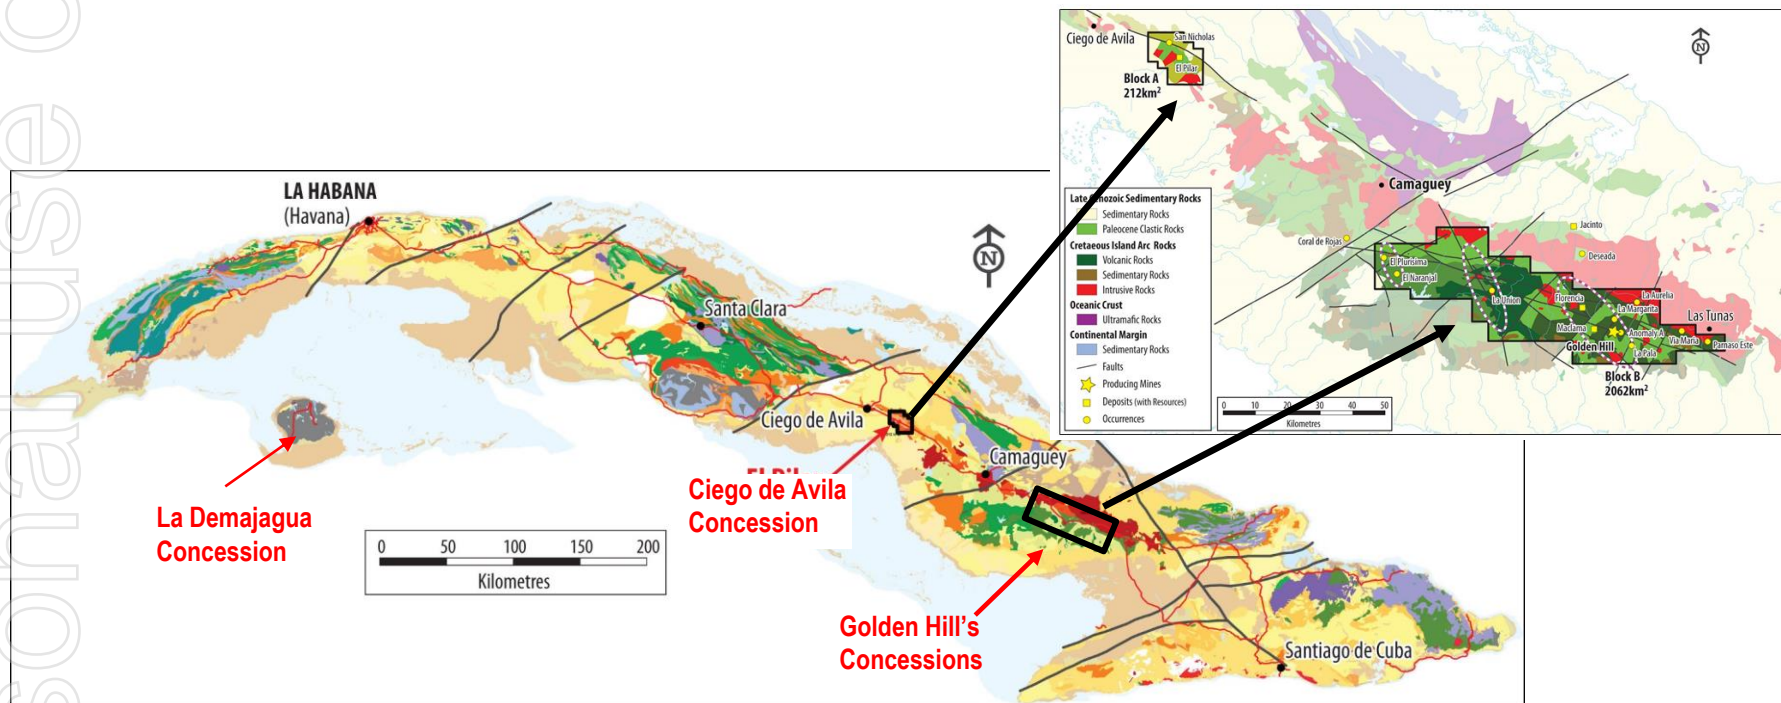 sonal use o
LA HABANA
(Havana)
N
Santa Clara
Ciego de Avila
Camaguey
Santiago de Cuba
La Demajagua
Concession
Ciego de Avila
Concession
Golden Hill's
Concessions
0 50 100 150 200
Kilometres
Ciego de Avila
San Nicholas
El Pilar
Block A
212km²
N
Camaguey
Jacinto
Coral de Rojas
Deseada
El Plurisima
El Naranjal
La Union
Florencia
La Aurelia
La Margarita
Las Tunas
Maclama
Anomaly A
Golden Hill
Via Maria
La Pala
Pamaso Este
Block B
2062km²
Late Cenozoic Sedimentary Rocks
Sedimentary Rocks
Paleocene Clastic Rocks
Cretaceous Island Arc Rocks
Volcanic Rocks
Sedimentary Rocks
Intrusive Rocks
Oceanic Crust
Ultramafic Rocks
Continental Margin
Sedimentary Rocks
Faults
Producing Mines
Deposits (with Resources)
Occurrences
0 10 20 30 40 50
Kilometres